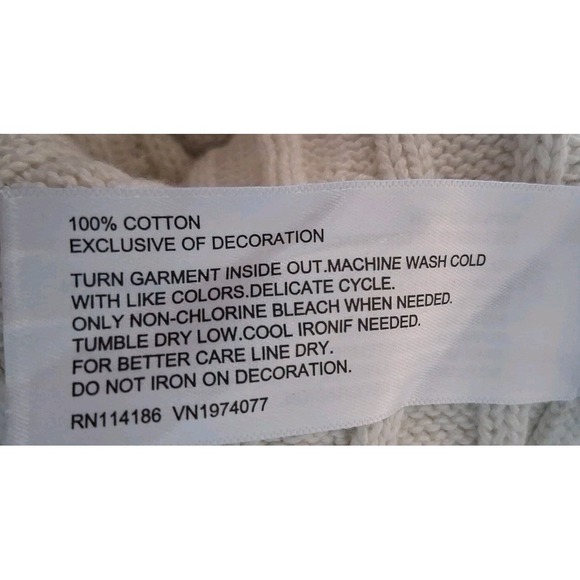 100% COTTON
EXCLUSIVE OF DECORATION
TURN GARMENT INSIDE OUT.MACHINE WASH COLD
WITH LIKE COLORS.DELICATE CYCLE.
ONLY NON-CHLORINE BLEACH WHEN NEEDED.
TUMBLE DRY LOW.COOL IRONIF NEEDED.
FOR BETTER CARE LINE DRY.
DO NOT IRON ON DECORATION.
RN114186 VN1974077